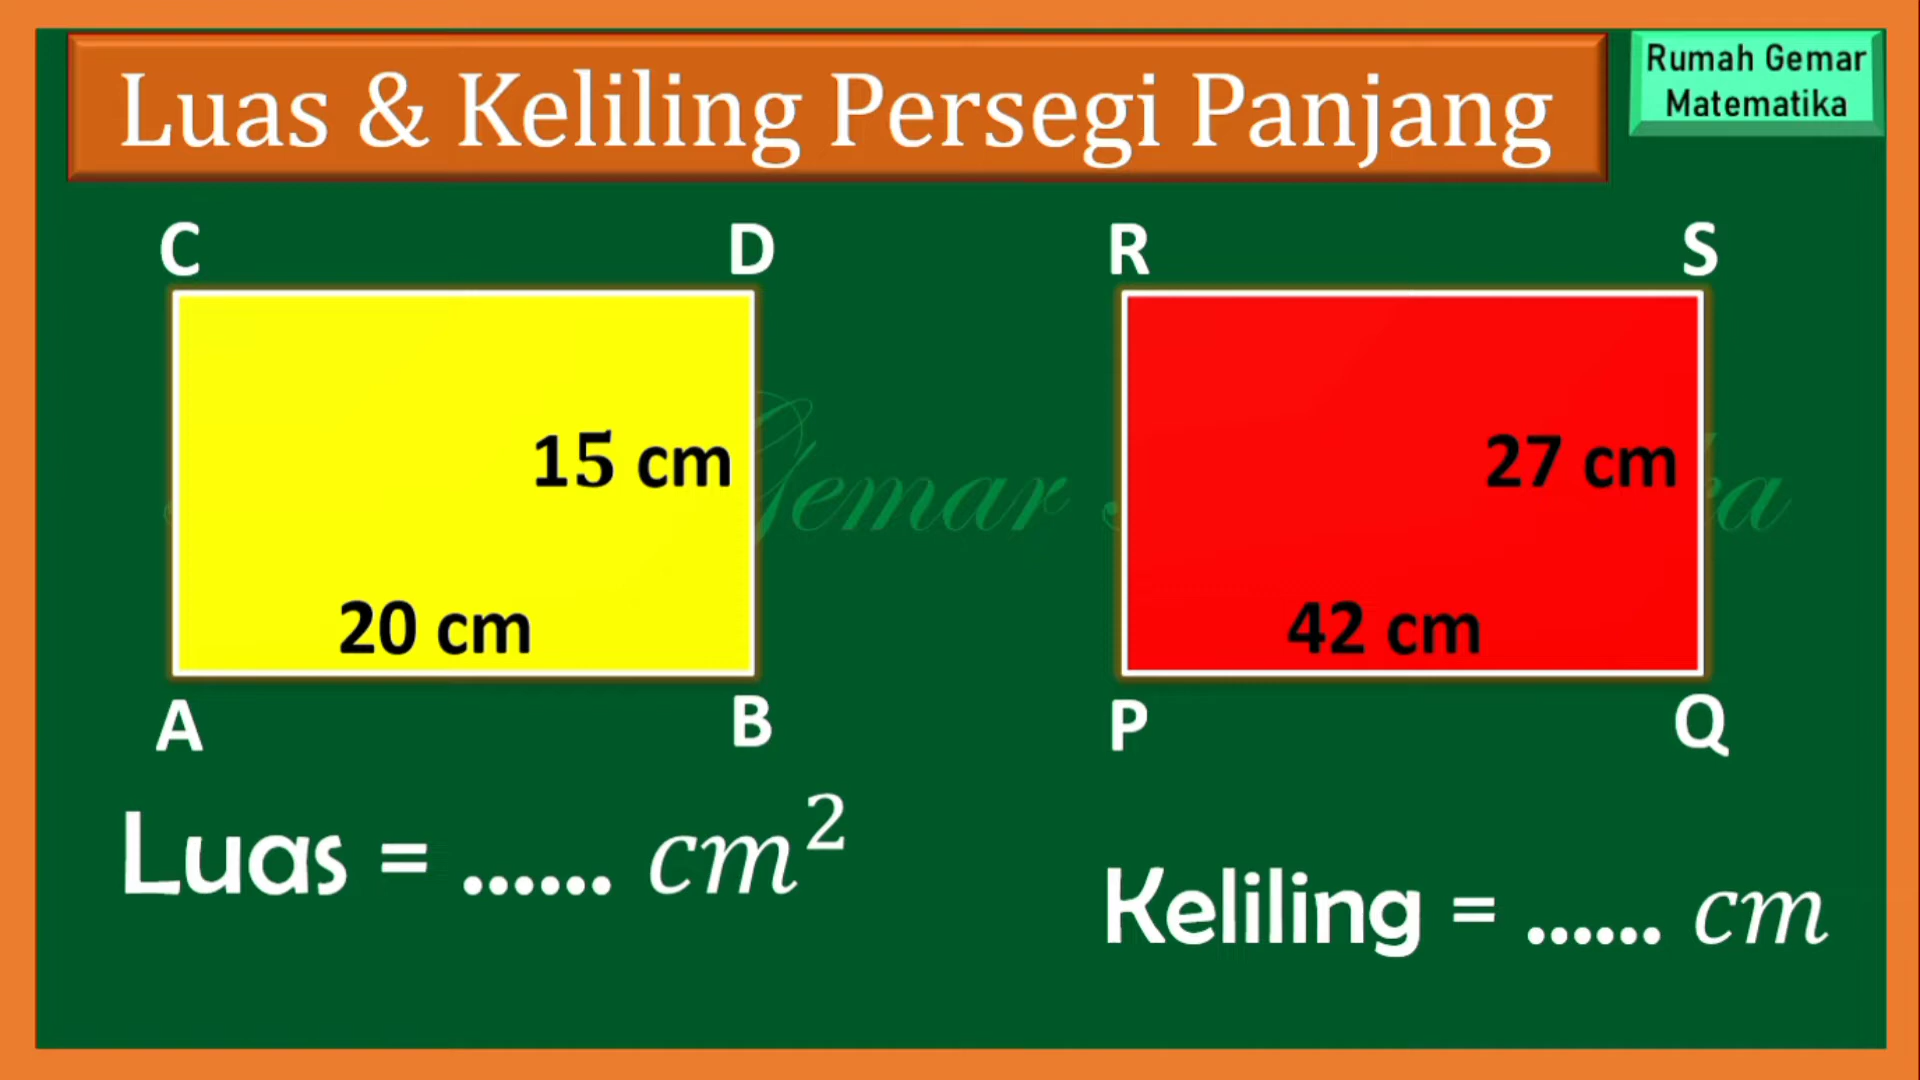 Luas & Keliling Persegi Panjang
Rumah Gemar
Matematika
C D
15 cm
20 cm
A B
Luas = ...... cm²
R S
27 cm
42 cm
P Q
Keliling = ...... cm
Gemar